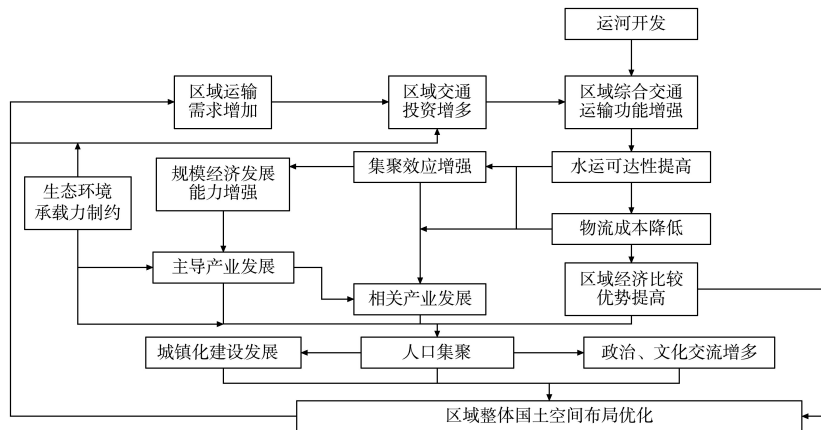 运河开发
区域运输
需求增加
区域交通
投资增多
区域综合交通
运输功能增强
生态环境
承载力制约
规模经济发展
能力增强
集聚效应增强
水运可达性提高
物流成本降低
主导产业发展
相关产业发展
区域经济比较
优势提高
城镇化建设发展
人口集聚
政治、文化交流增多
区域整体国土空间布局优化